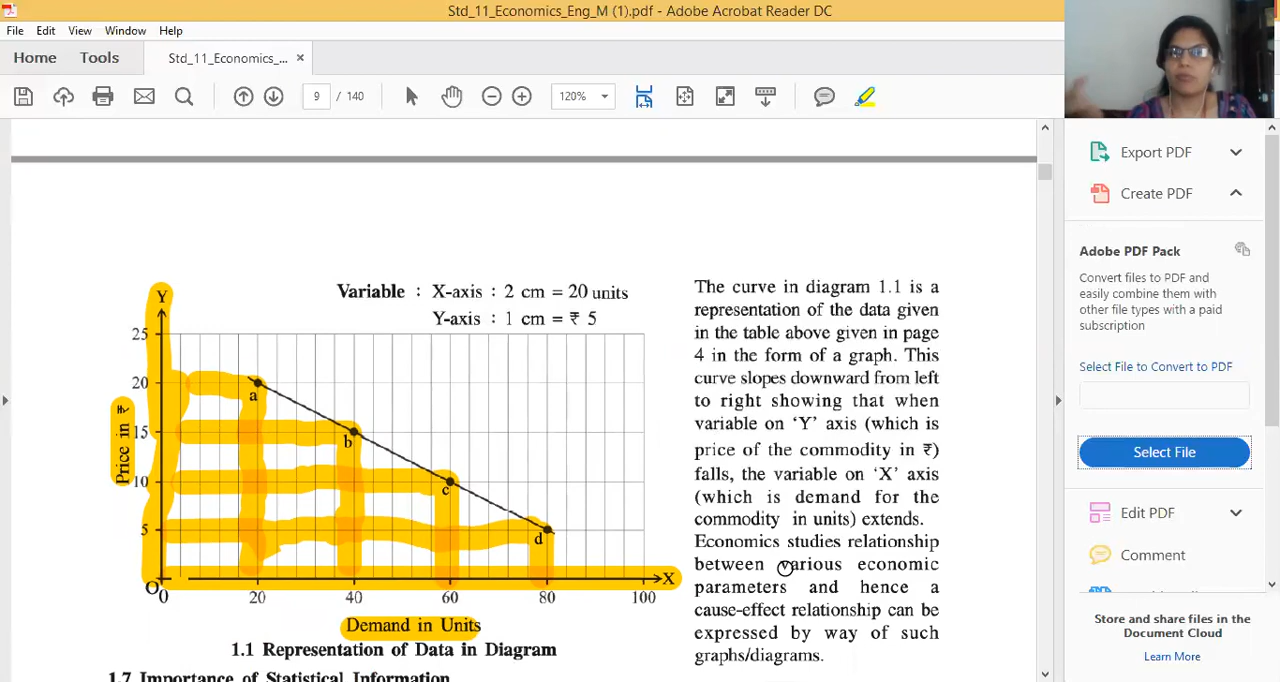 Std_11_Economics_Eng_M (1).pdf - Adobe Acrobat Reader DC
File Edit View Window Help
Home Tools Std_11_Economics_... ×
9 / 140 120%
Variable : X-axis : 2 cm = 20 units
Y-axis : 1 cm = ₹ 5
Y
25
20
15
10
5
O
0 20 40 60 80 100
X
a
b
c
d
Price in ₹
Demand in Units
1.1 Representation of Data in Diagram
1.7 Importance of Statistical Information
The curve in diagram 1.1 is a
representation of the data given
in the table above given in page
4 in the form of a graph. This
curve slopes downward from left
to right showing that when
variable on ‘Y’ axis (which is
price of the commodity in ₹)
falls, the variable on ‘X’ axis
(which is demand for the
commodity in units) extends.
Economics studies relationship
between various economic
parameters and hence a
cause-effect relationship can be
expressed by way of such
graphs/diagrams.
Export PDF
Create PDF
Adobe PDF Pack
Convert files to PDF and
easily combine them with
other file types with a paid
subscription
Select File to Convert to PDF
Select File
Edit PDF
Comment
Store and share files in the
Document Cloud
Learn More